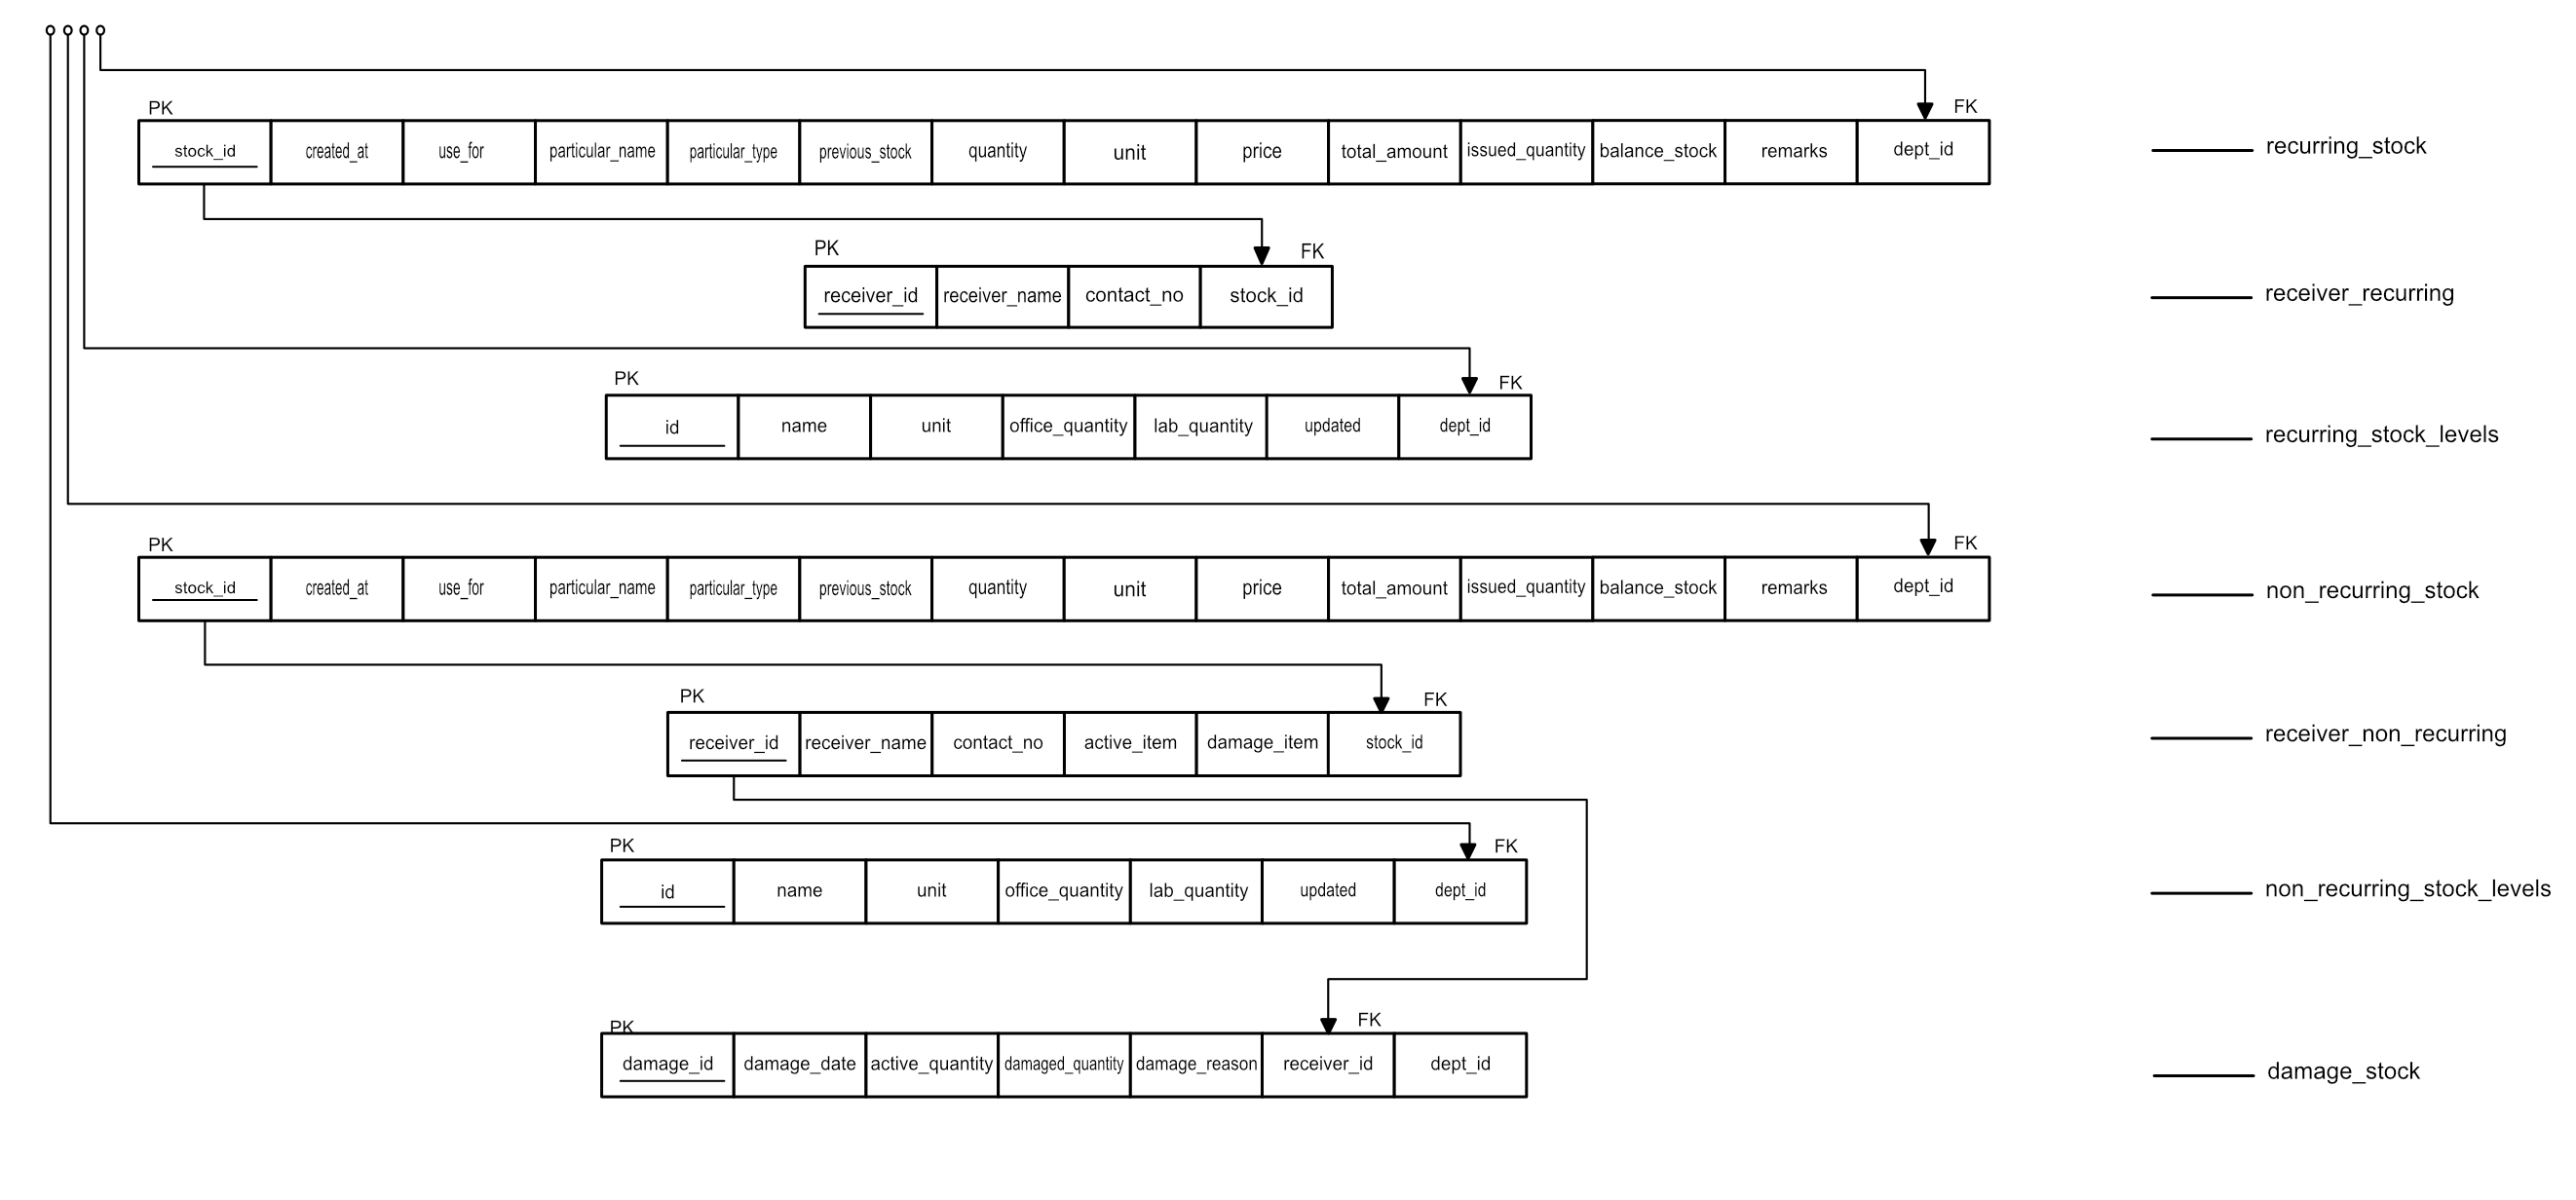 PK FK
stock_id created_at use_for particular_name particular_type previous_stock quantity unit price total_amount issued_quantity balance_stock remarks dept_id recurring_stock
PK FK
receiver_id receiver_name contact_no stock_id receiver_recurring
PK FK
id name unit office_quantity lab_quantity updated dept_id recurring_stock_levels
PK FK
stock_id created_at use_for particular_name particular_type previous_stock quantity unit price total_amount issued_quantity balance_stock remarks dept_id non_recurring_stock
PK FK
receiver_id receiver_name contact_no active_item damage_item stock_id receiver_non_recurring
PK FK
id name unit office_quantity lab_quantity updated dept_id non_recurring_stock_levels
PK FK
damage_id damage_date active_quantity damaged_quantity damage_reason receiver_id dept_id damage_stock